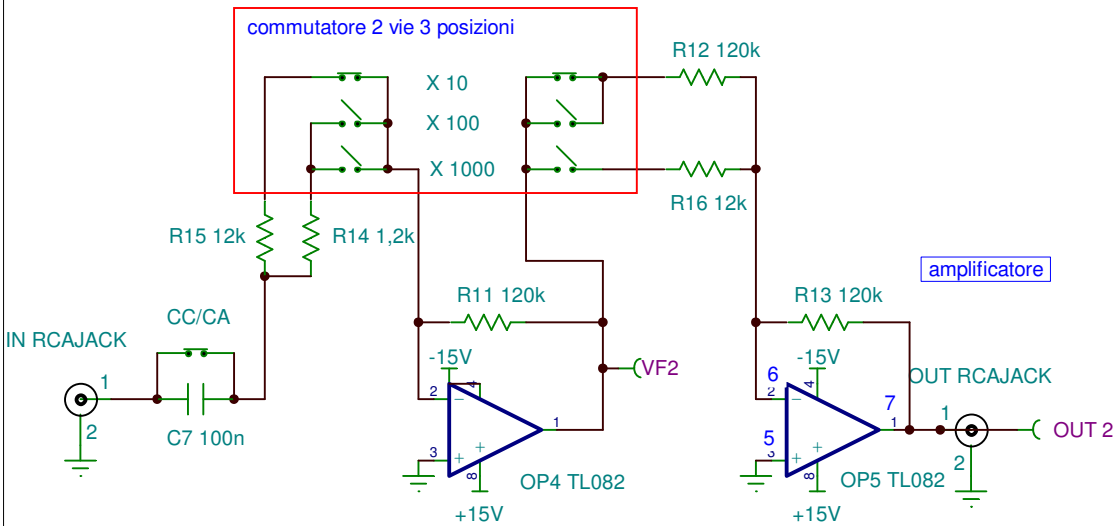 commutatore 2 vie 3 posizioni
X 10
X 100
X 1000
R12 120k
R16 12k
R15 12k
R14 1,2k
amplificatore
R11 120k
R13 120k
CC/CA
IN RCAJACK
1
2
C7 100n
-15V
4
2
3
1
8
+15V
OP4 TL082
VF2
-15V
4
6
2
5
3
7
1
8
+15V
OP5 TL082
OUT RCAJACK
1
2
OUT 2